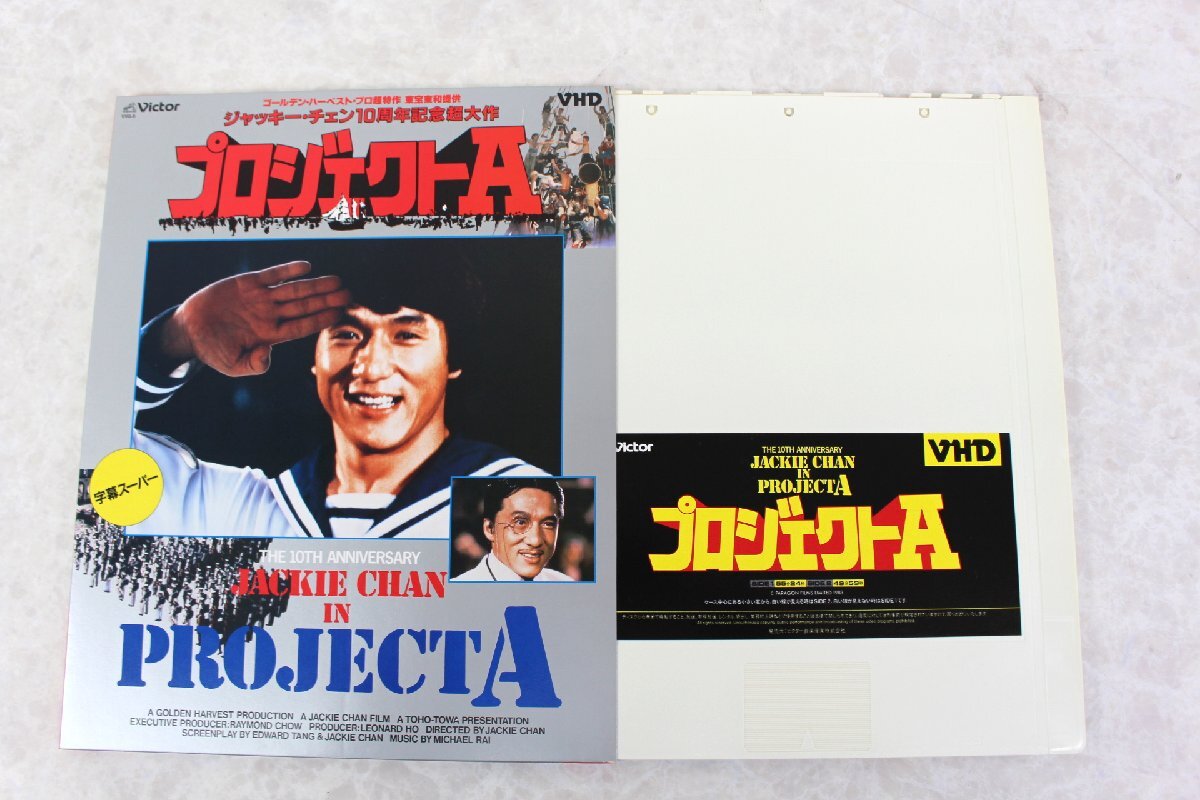 Victor
VHD
ゴールデン・ハーベスト・プロ超特作 東宝東和提供
ジャッキー・チェン10周年記念超大作
プロジェクトA
字幕スーパー
THE 10TH ANNIVERSARY
JACKIE CHAN
IN
PROJECTA
A GOLDEN HARVEST PRODUCTION A JACKIE CHAN FILM A TOHO-TOWA PRESENTATION
EXECUTIVE PRODUCER:RAYMOND CHOW PRODUCER:LEONARD HO DIRECTED BY JACKIE CHAN
SCREENPLAY BY EDWARD TANG & JACKIE CHAN MUSIC BY MICHAEL RAI
Victor
VHD
THE 10TH ANNIVERSARY
JACKIE CHAN
IN
PROJECTA
プロジェクトA
SIDE 1 SIDE 2